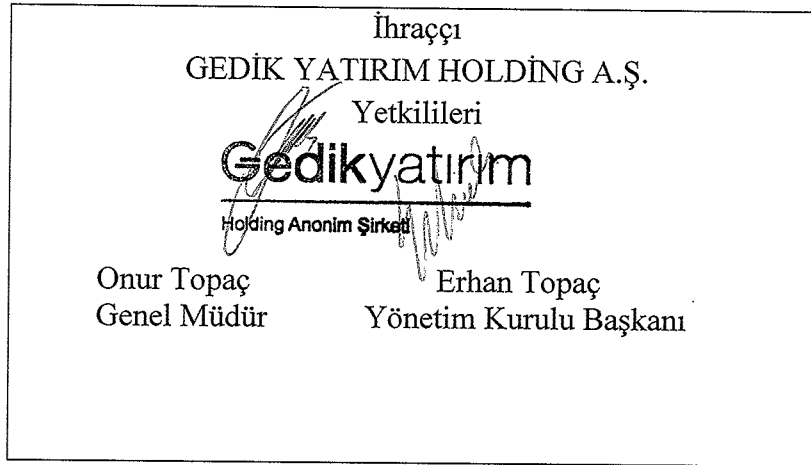 İhraççı
GEDİK YATIRIM HOLDİNG A.Ş.
Yetkilileri
Gedikyatırım
Holding Anonim Şirketi
Onur Topaç Erhan Topaç
Genel Müdür Yönetim Kurulu Başkanı